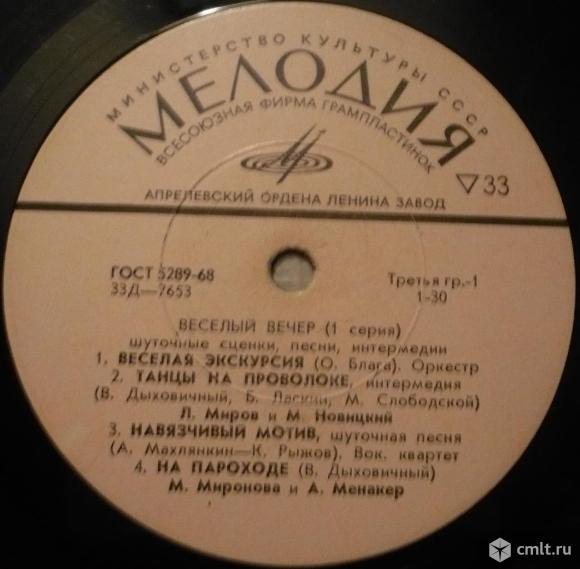 МИНИСТЕРСТВО КУЛЬТУРЫ СССР
МЕЛОДИЯ
ВСЕСОЮЗНАЯ ФИРМА ГРАМПЛАСТИНОК
33
АПРЕЛЕВСКИЙ ОРДЕНА ЛЕНИНА ЗАВОД
ГОСТ 5289-68
33Д—7653
Третья гр.-1
1-30
ВЕСЕЛЫЙ ВЕЧЕР (1 серия)
шуточные сценки, песни, интермедии
1. ВЕСЕЛАЯ ЭКСКУРСИЯ (О. Блага). Оркестр
2. ТАНЦЫ НА ПРОВОЛОКЕ, интермедия
(В. Дыховичный, Б. Ласкин, М. Слободской)
Л. Миров и М. Новицкий
3. НАВЯЗЧИВЫЙ МОТИВ, шуточная песня
(А. Махлянкин—К. Рыжов). Вок. квартет
4. НА ПАРОХОДЕ (В. Дыховичный)
М. Миронова и А. Менакер
cmlt.ru